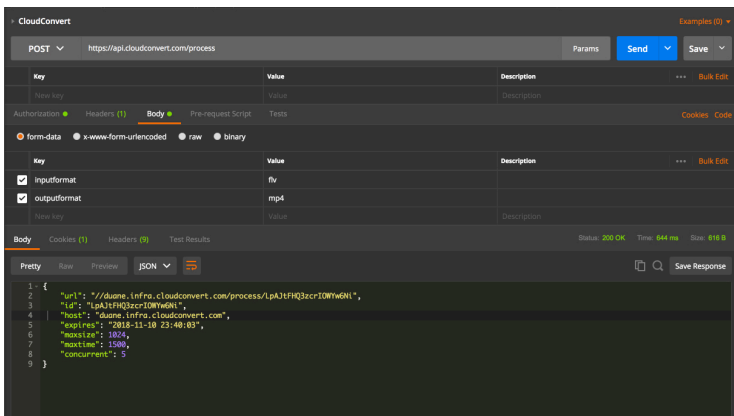 CloudConvert Examples (0)
POST https://api.cloudconvert.com/process Params Send Save
Key Value Description Bulk Edit
New key Value Description
Authorization Headers (1) Body Pre-request Script Tests Cookies Code
form-data x-www-form-urlencoded raw binary
Key Value Description Bulk Edit
inputformat flv
outputformat mp4
New key Value Description
Body Cookies (1) Headers (9) Test Results Status: 200 OK Time: 644 ms Size: 616 B
Pretty Raw Preview JSON Save Response
1 {
2 "url": "//duane.infra.cloudconvert.com/process/LpAJtFHQ3zcrIOWYw6Ni",
3 "id": "LpAJtFHQ3zcrIOWYw6Ni",
4 "host": "duane.infra.cloudconvert.com",
5 "expires": "2018-11-10 23:40:03",
6 "maxsize": 1024,
7 "maxtime": 1500,
8 "concurrent": 5
9 }